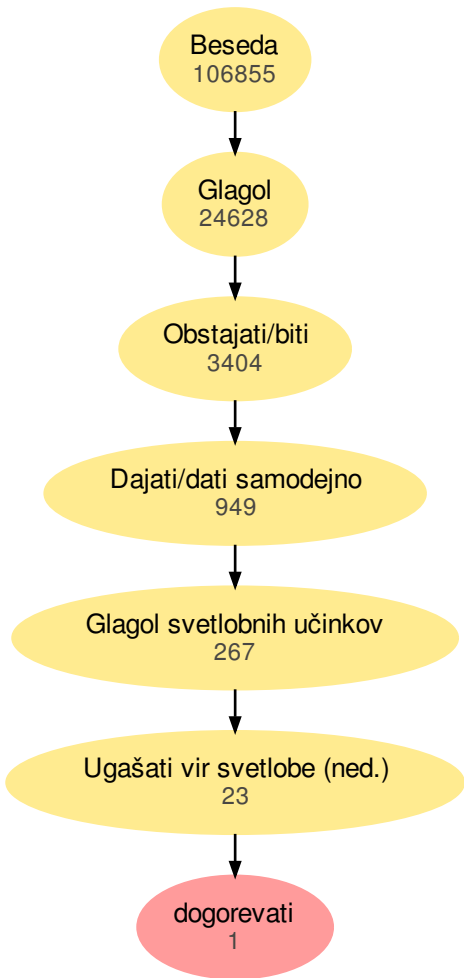 Beseda
106855
Glagol
24628
Obstajati/biti
3404
Dajati/dati samodejno
949
Glagol svetlobnih učinkov
267
Ugašati vir svetlobe (ned.)
23
dogorevati
1